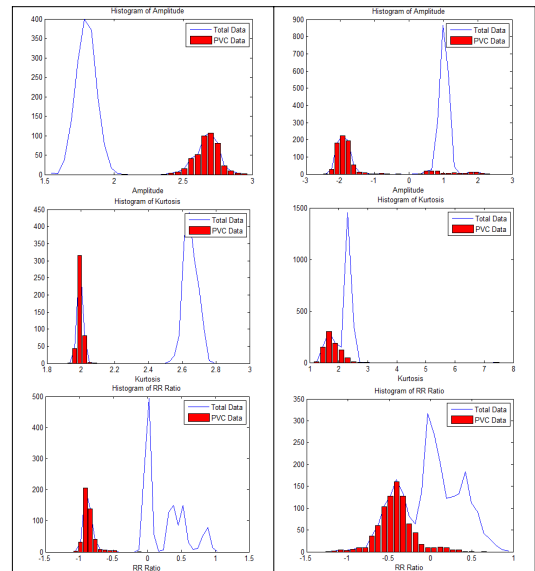 Histogram of Amplitude
400
350
300
250
200
150
100
50
0
1.5 2 2.5 3
Amplitude
Total Data
PVC Data
Histogram of Amplitude
900
800
700
600
500
400
300
200
100
0
-3 -2 -1 0 1 2 3
Amplitude
Total Data
PVC Data
Histogram of Kurtosis
450
400
350
300
250
200
150
100
50
0
1.8 2 2.2 2.4 2.6 2.8 3
Kurtosis
Total Data
PVC Data
Histogram of Kurtosis
1500
1000
500
0
1 2 3 4 5 6 7 8
Kurtosis
Total Data
PVC Data
Histogram of RR Ratio
500
400
300
200
100
0
-1.5 -1 -0.5 0 0.5 1 1.5
RR Ratio
Total Data
PVC Data
Histogram of RR Ratio
350
300
250
200
150
100
50
0
-1.5 -1 -0.5 0 0.5 1
RR Ratio
Total Data
PVC Data